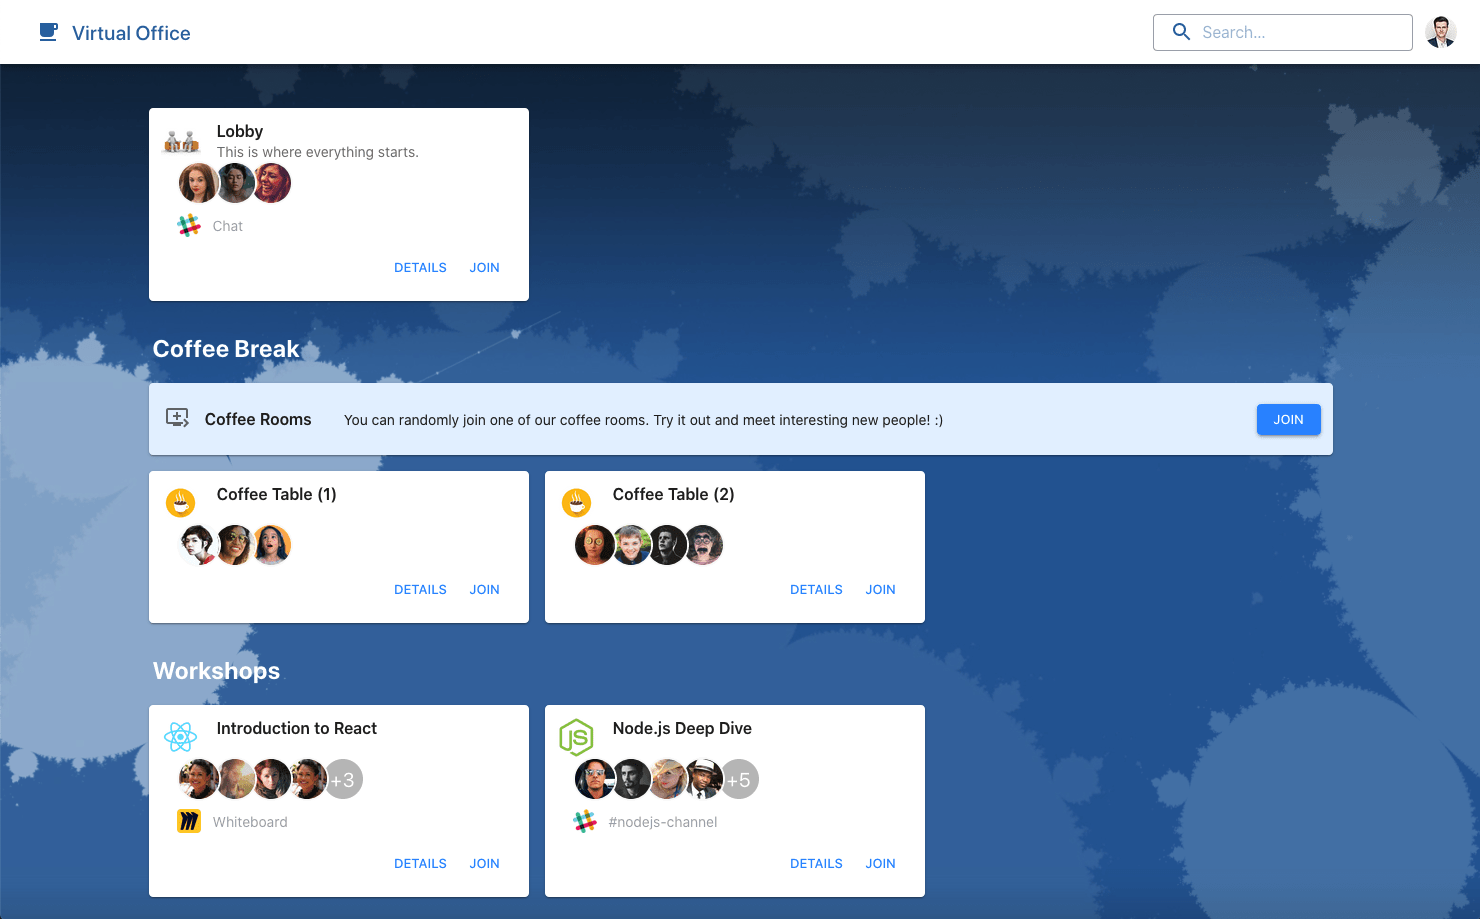 Virtual Office
Search...
Lobby
This is where everything starts.
Chat
DETAILS JOIN
Coffee Break
Coffee Rooms You can randomly join one of our coffee rooms. Try it out and meet interesting new people! :) JOIN
Coffee Table (1)
DETAILS JOIN
Coffee Table (2)
DETAILS JOIN
Workshops
Introduction to React
+3
Whiteboard
DETAILS JOIN
Node.js Deep Dive
JS
+5
#nodejs-channel
DETAILS JOIN